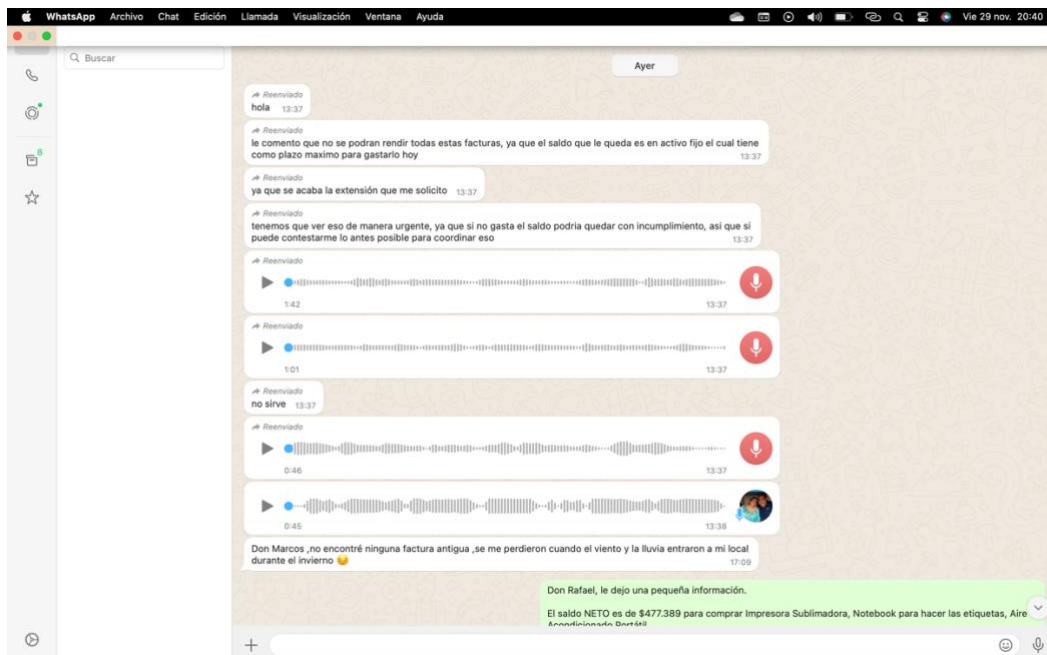 WhatsApp Archivo Chat Edición Llamada Visualización Ventana Ayuda Vie 29 nov. 20:40
Buscar
6
Ayer
Reenviado
hola 13:37
Reenviado
le comento que no se podran rendir todas estas facturas, ya que el saldo que le queda es en activo fijo el cual tiene
como plazo maximo para gastarlo hoy 13:37
Reenviado
ya que se acaba la extensión que me solicito 13:37
Reenviado
tenemos que ver eso de manera urgente, ya que si no gasta el saldo podria quedar con incumplimiento, asi que si
puede contestarme lo antes posible para coordinar eso 13:37
Reenviado
1:42 13:37
Reenviado
1:01 13:37
Reenviado
no sirve 13:37
Reenviado
0:46 13:37
0:45 13:38
Don Marcos ,no encontré ninguna factura antigua ,se me perdieron cuando el viento y la lluvia entraron a mi local
durante el invierno 😔 17:09
Don Rafael, le dejo una pequeña información.
El saldo NETO es de $477.389 para comprar Impresora Sublimadora, Notebook para hacer las etiquetas, Aire
Acondicionado Portátil